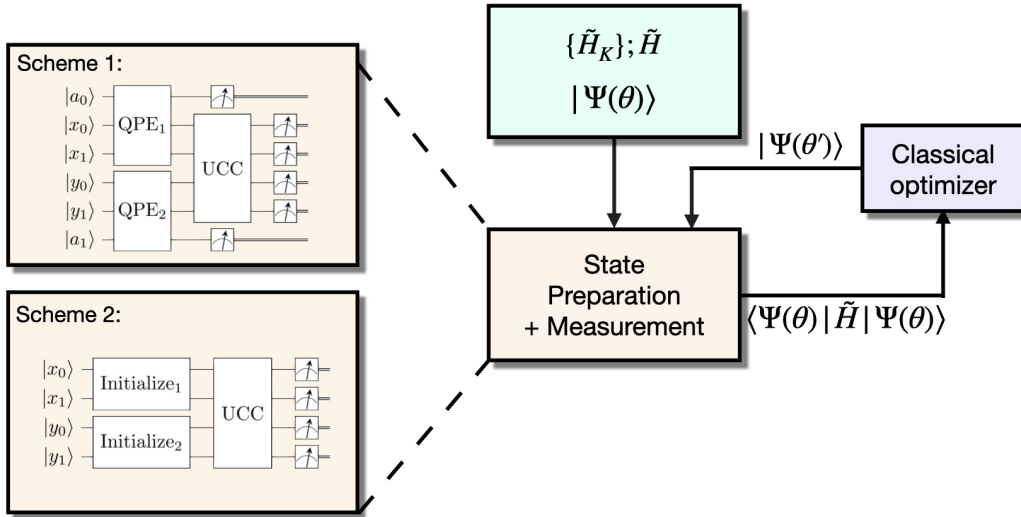 Scheme 1:
|a₀⟩
|x₀⟩
|x₁⟩
|y₀⟩
|y₁⟩
|a₁⟩
QPE₁
QPE₂
UCC
Scheme 2:
|x₀⟩
|x₁⟩
|y₀⟩
|y₁⟩
Initialize₁
Initialize₂
UCC
{H̃_K}; H̃
|Ψ(θ)⟩
|Ψ(θ′)⟩
Classical
optimizer
State
Preparation
+ Measurement
⟨Ψ(θ)|H̃|Ψ(θ)⟩